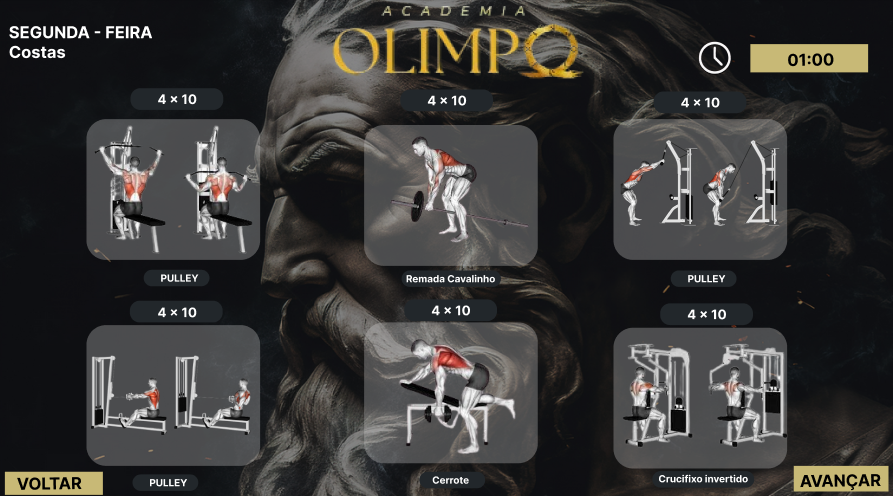 SEGUNDA - FEIRA
Costas
ACADEMIA
OLIMPO
01:00
4 x 10
4 x 10
4 x 10
PULLEY
Remada Cavalinho
PULLEY
4 x 10
4 x 10
4 x 10
PULLEY
Cerrote
Crucifixo invertido
VOLTAR
AVANÇAR